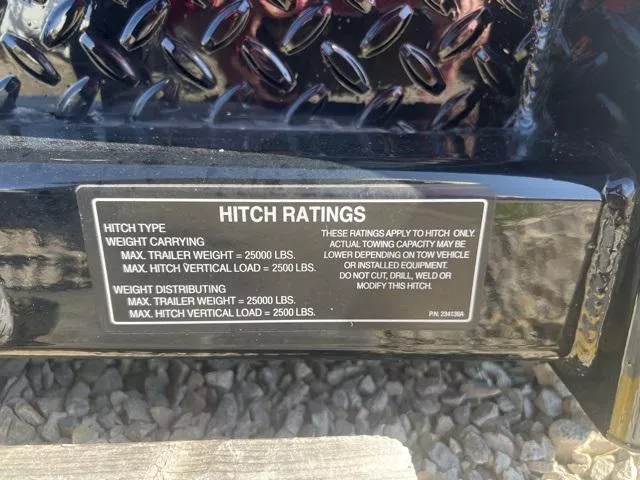 HITCH RATINGS
HITCH TYPE
WEIGHT CARRYING
MAX. TRAILER WEIGHT = 25000 LBS.
MAX. HITCH VERTICAL LOAD = 2500 LBS.
WEIGHT DISTRIBUTING
MAX. TRAILER WEIGHT = 25000 LBS.
MAX. HITCH VERTICAL LOAD = 2500 LBS.
THESE RATINGS APPLY TO HITCH ONLY.
ACTUAL TOWING CAPACITY MAY BE
LOWER DEPENDING ON TOW VEHICLE
OR INSTALLED EQUIPMENT.
DO NOT CUT, DRILL, WELD OR
MODIFY THIS HITCH.
P/N. 234139A